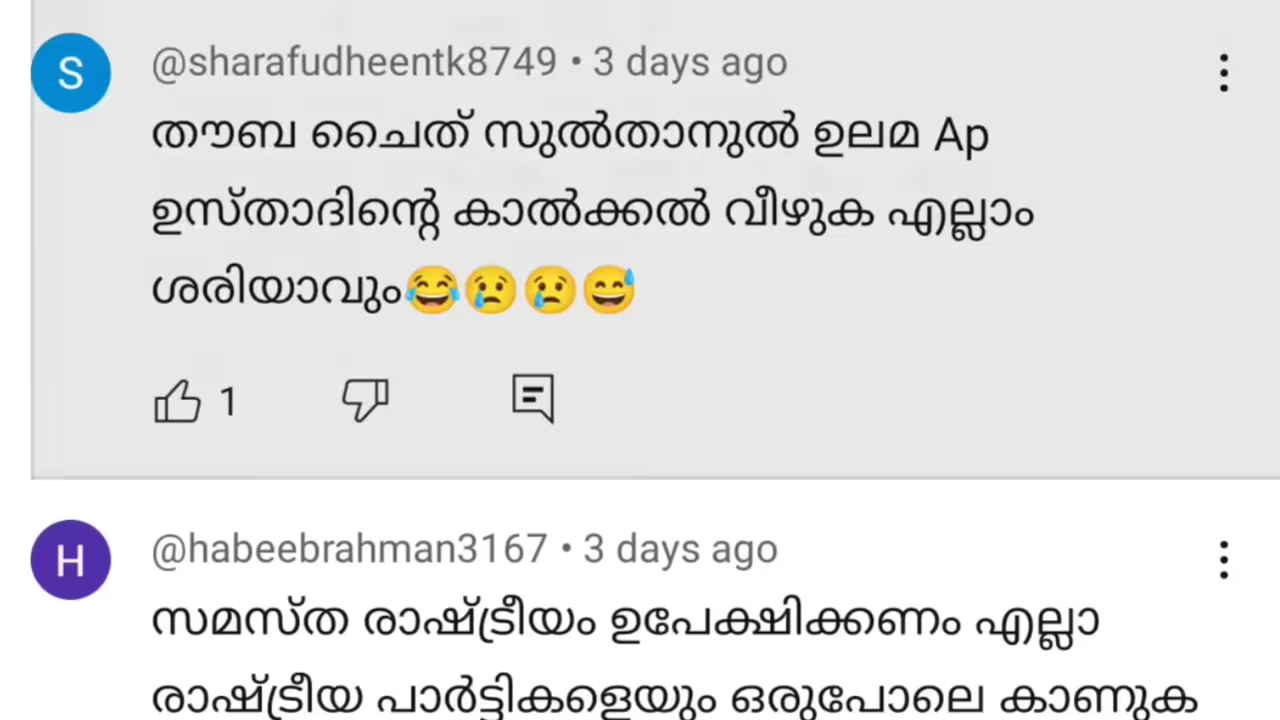 S
@sharafudheentk8749 • 3 days ago
തൗബ ചൈത് സുൽതാനുൽ ഉലമ Ap
ഉസ്താദിന്റെ കാൽക്കൽ വീഴുക എല്ലാം
ശരിയാവും😂😢😢😅
1
H
@habeebrahman3167 • 3 days ago
സമസ്ത രാഷ്ട്രീയം ഉപേക്ഷിക്കണം എല്ലാ
രാഷ്ട്രീയ പാർട്ടികളെയും ഒരുപോലെ കാണുക